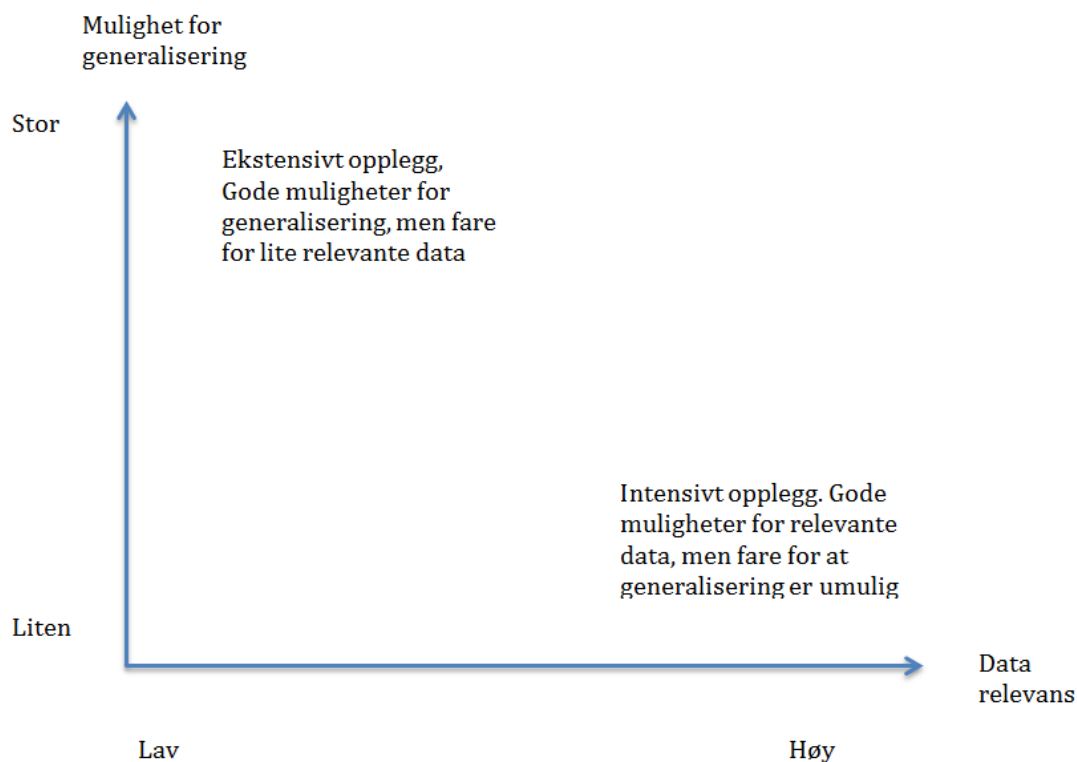 Mulighet for
generalisering
Stor
Ekstensivt opplegg,
Gode muligheter for
generalisering, men fare
for lite relevante data
Intensivt opplegg. Gode
muligheter for relevante
data, men fare for at
generalisering er umulig
Liten
Data
relevans
Lav
Høy